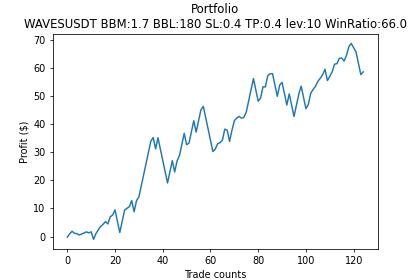 Portfolio
WAVESUSDT BBM:1.7 BBL:180 SL:0.4 TP:0.4 lev:10 WinRatio:66.0
70
60
50
40
30
20
10
0
Profit ($)
0 20 40 60 80 100 120
Trade counts